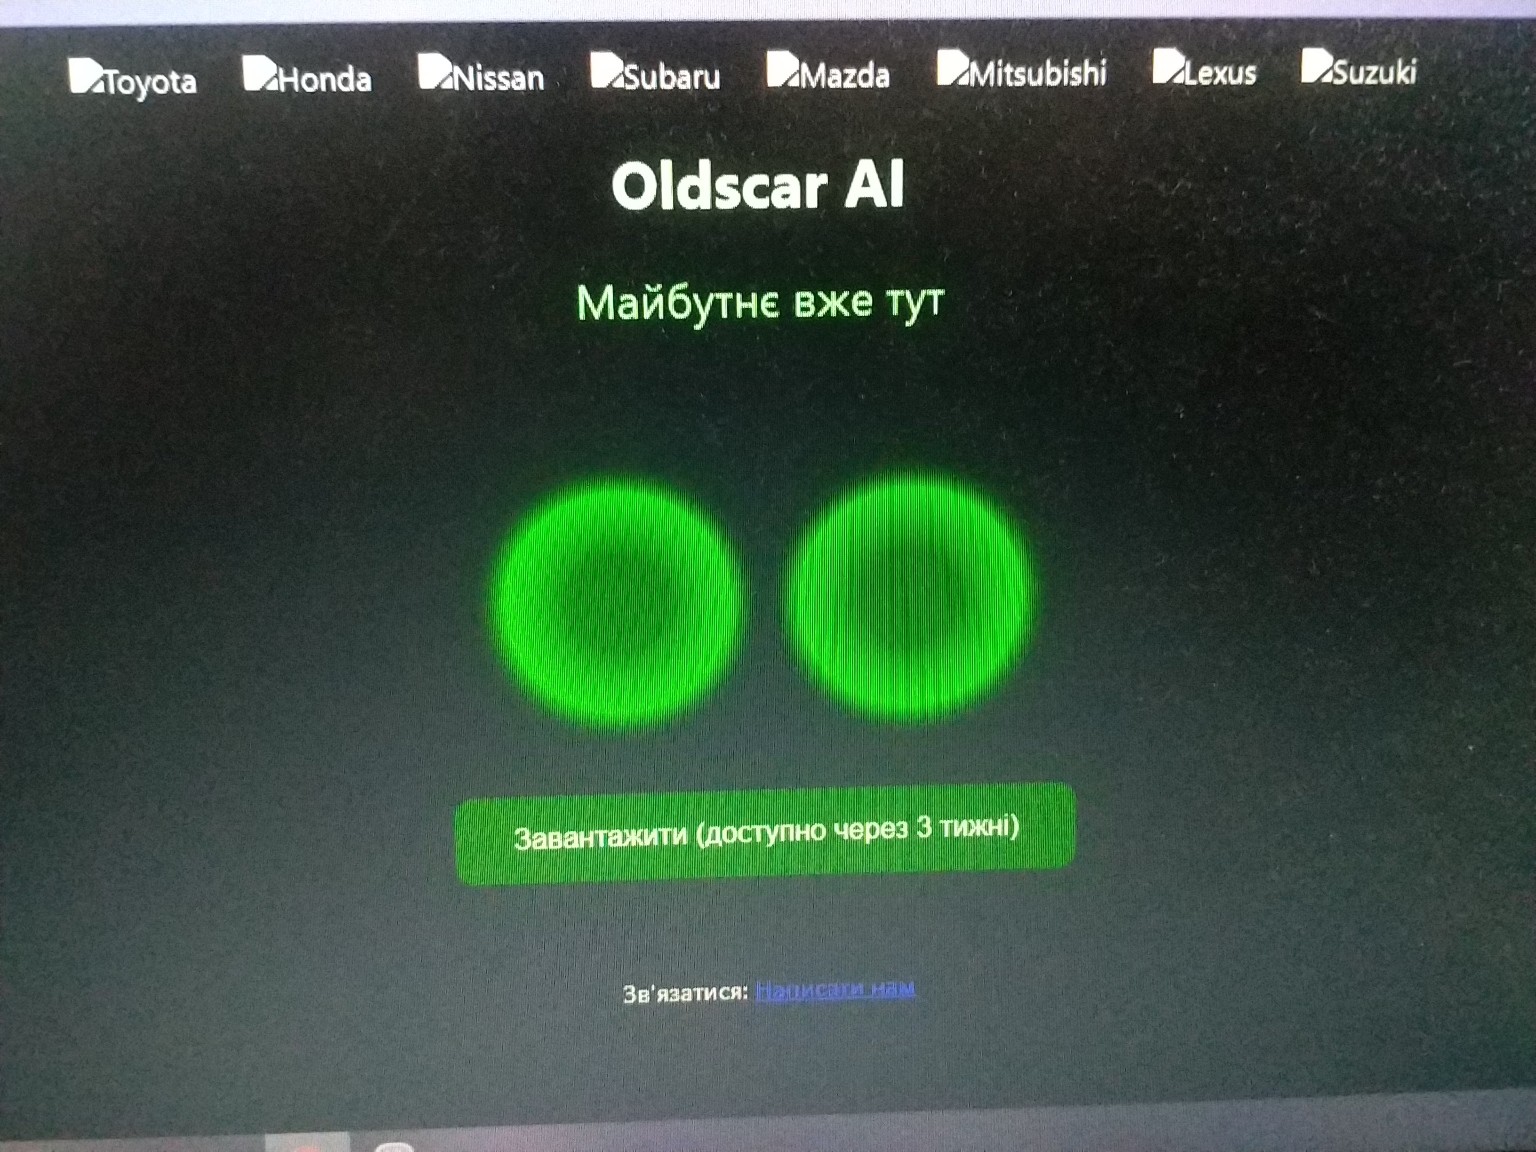 Toyota Honda Nissan Subaru Mazda Mitsubishi Lexus Suzuki
Oldscar AI
Майбутнє вже тут
Завантажити (доступно через 3 тижні)
Зв'язатися: Написати нам